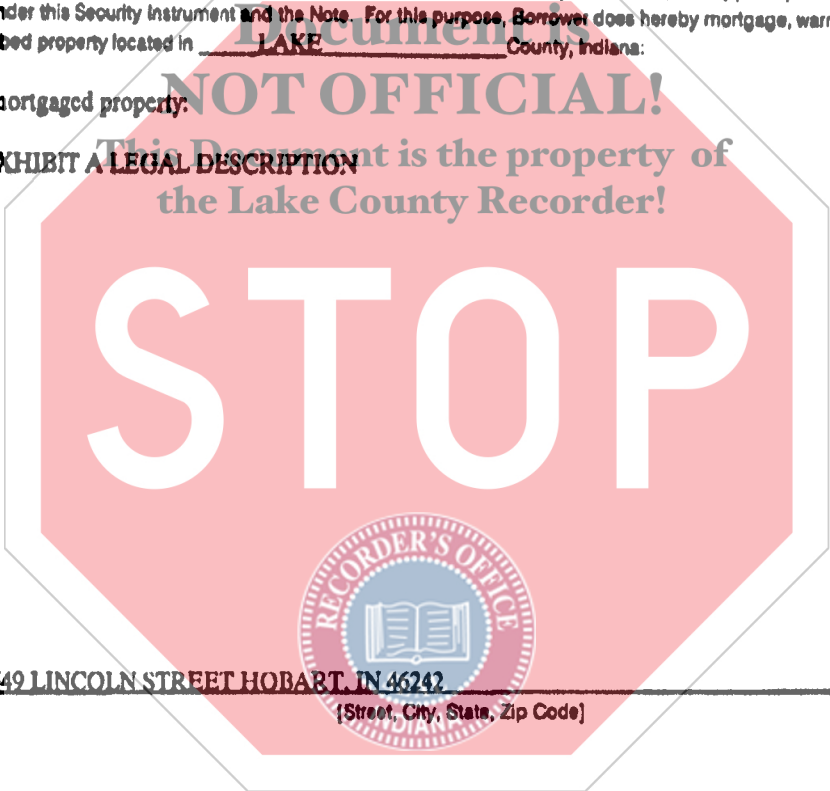 nder this Security Instrument and the Note. For this purpose, Borrower does hereby mortgage, warr
Document is
bed property located in LAKE County, Indiana:
NOT OFFICIAL!
ortgaged property:
This Document is the property of
XHIBIT A LEGAL DESCRIPTION
the Lake County Recorder!
STOP
RECORDER'S OFFICE
49 LINCOLN STREET HOBART, IN 46242
[Street, City, State, Zip Code]
INDIANA